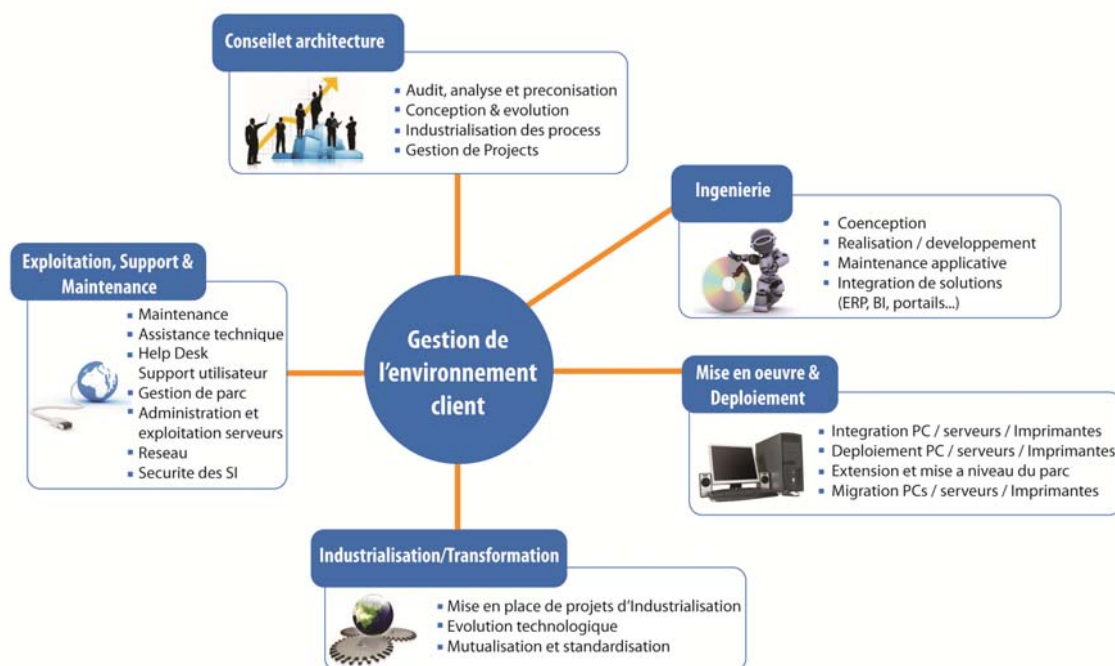 Conseilet architecture
Audit, analyse et preconisation
Conception & evolution
Industrialisation des process
Gestion de Projects
Ingenierie
Coenception
Realisation / developpement
Maintenance applicative
Integration de solutions
(ERP, BI, portails...)
Exploitation, Support &
Maintenance
Maintenance
Assistance technique
Help Desk
Support utilisateur
Gestion de parc
Administration et
exploitation serveurs
Reseau
Securite des SI
Gestion de
l'environnement
client
Mise en oeuvre &
Deploiement
Integration PC / serveurs / Imprimantes
Deploiement PC / serveurs / Imprimantes
Extension et mise a niveau du parc
Migration PCs / serveurs / Imprimantes
Industrialisation/Transformation
Mise en place de projets d'Industrialisation
Evolution technologique
Mutualisation et standardisation